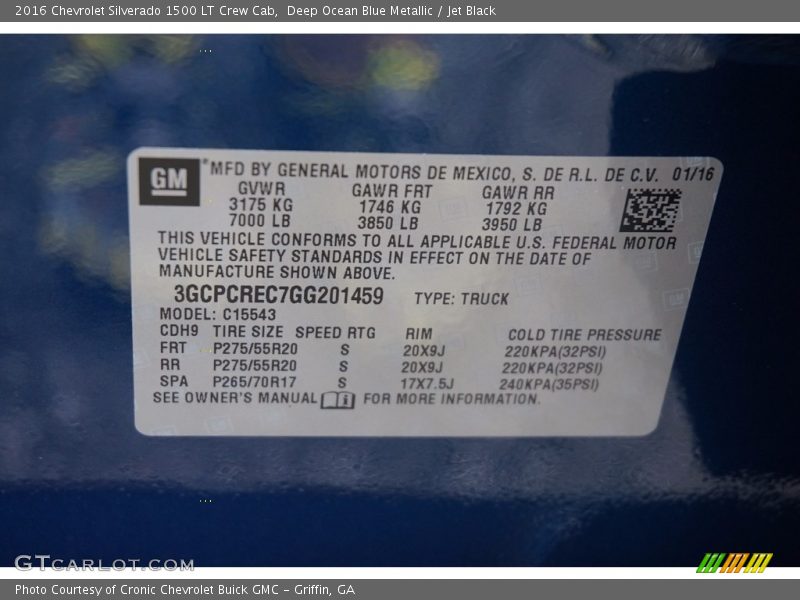 2016 Chevrolet Silverado 1500 LT Crew Cab,  Deep Ocean Blue Metallic / Jet Black
GM
*MFD BY GENERAL MOTORS DE MEXICO, S. DE R.L. DE C.V. 01/16
GVWR GAWR FRT GAWR RR
3175 KG 1746 KG 1792 KG
7000 LB 3850 LB 3950 LB
THIS VEHICLE CONFORMS TO ALL APPLICABLE U.S. FEDERAL MOTOR
VEHICLE SAFETY STANDARDS IN EFFECT ON THE DATE OF
MANUFACTURE SHOWN ABOVE.
3GCPCREC7GG201459 TYPE: TRUCK
MODEL: C15543
CDH9 TIRE SIZE SPEED RTG RIM COLD TIRE PRESSURE
FRT P275/55R20 S 20X9J 220KPA(32PSI)
RR P275/55R20 S 20X9J 220KPA(32PSI)
SPA P265/70R17 S 17X7.5J 240KPA(35PSI)
SEE OWNER'S MANUAL FOR MORE INFORMATION.
GTCARLOT.COM
Photo Courtesy of Cronic Chevrolet Buick GMC - Griffin, GA